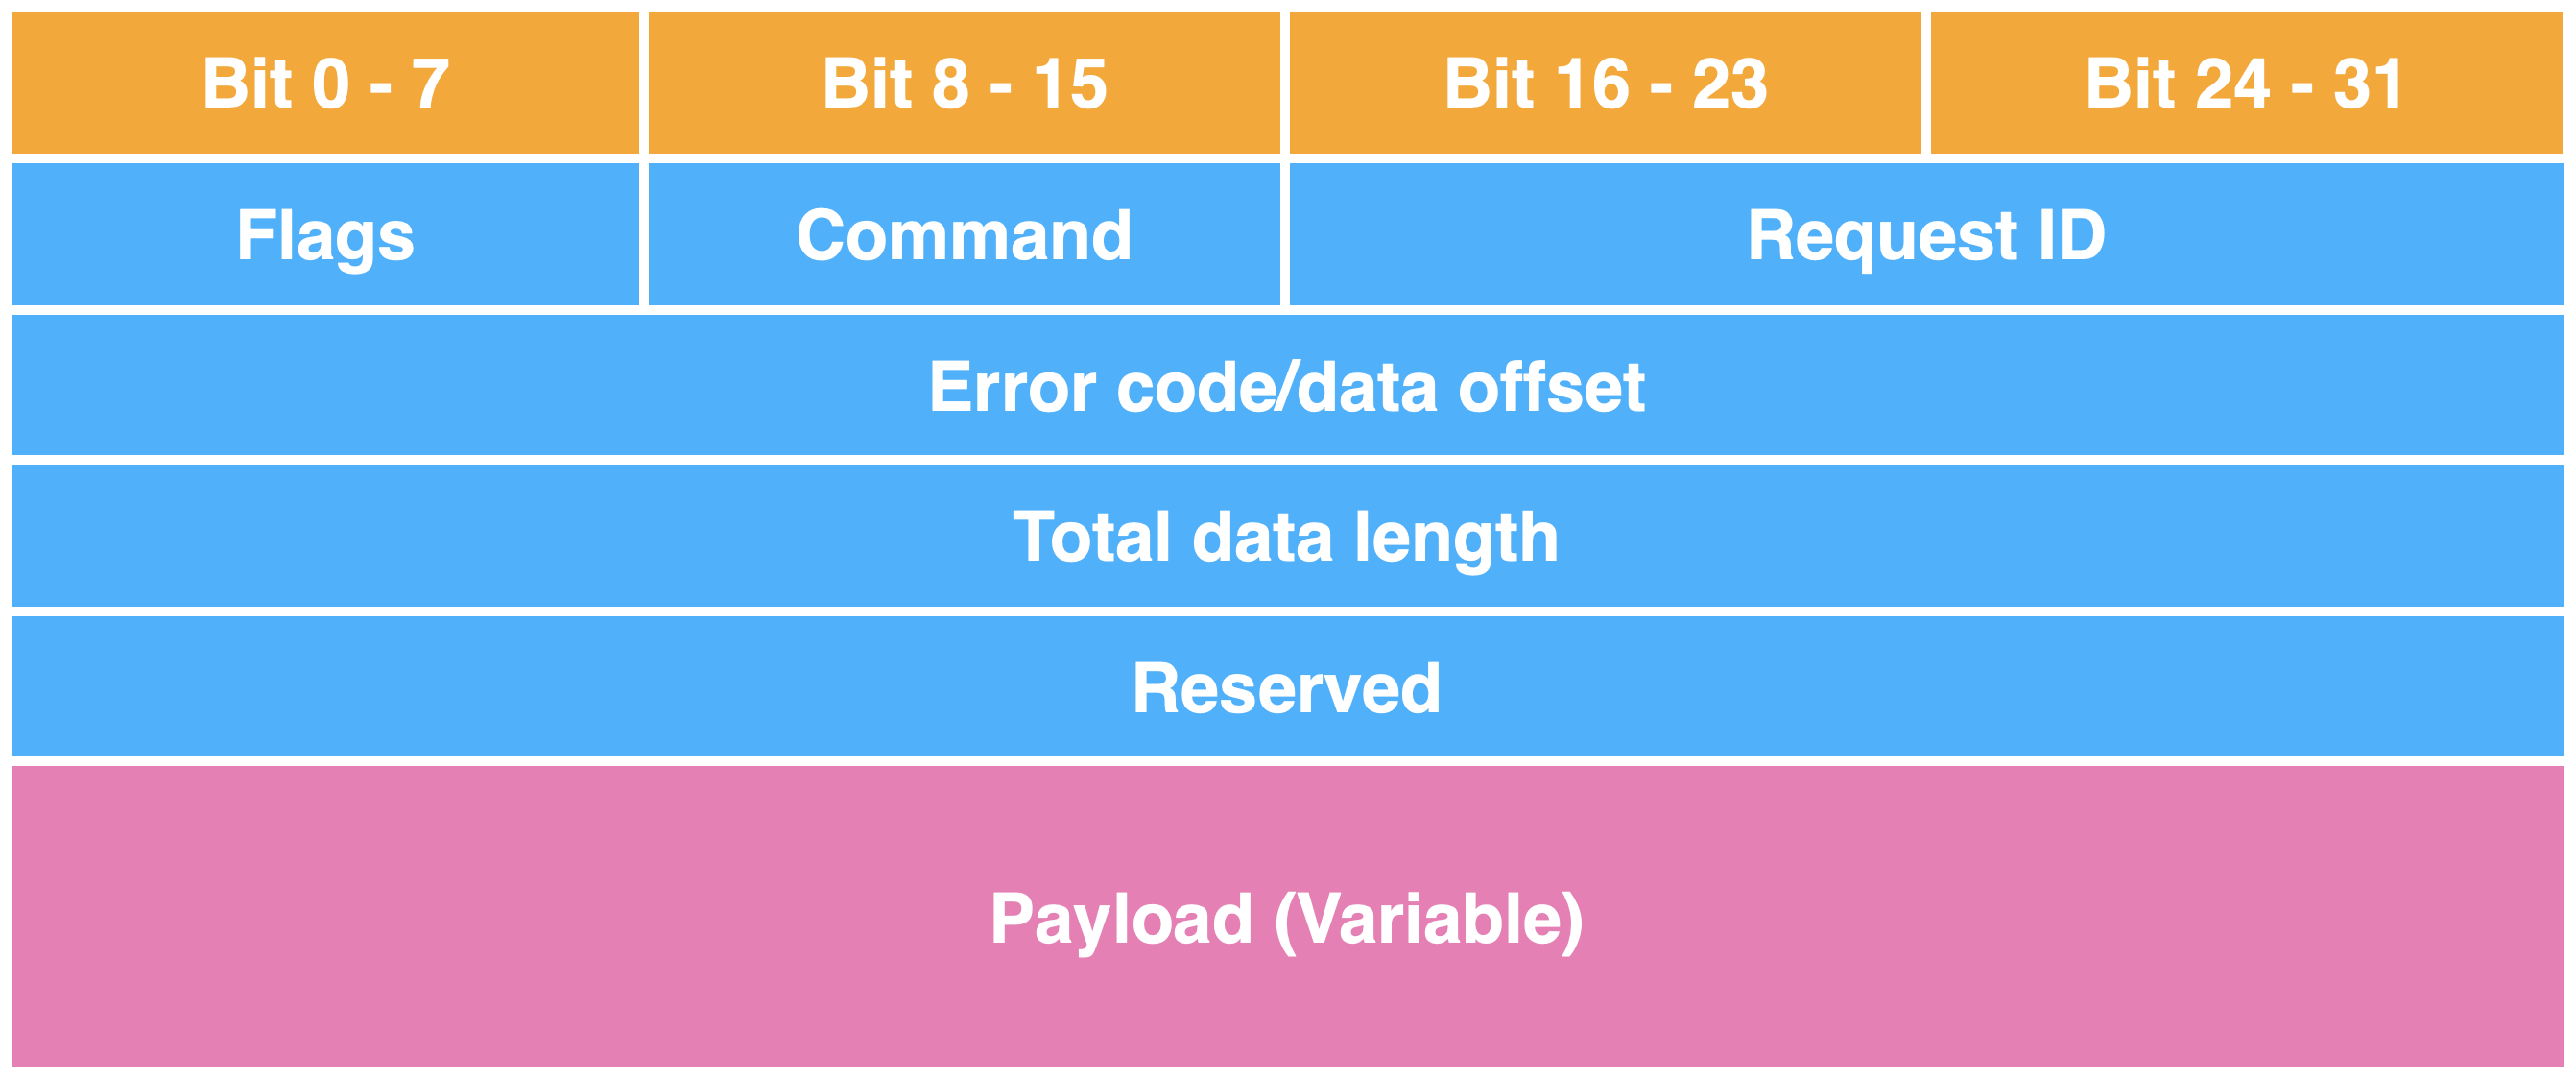 Bit 0 - 7
Bit 8 - 15
Bit 16 - 23
Bit 24 - 31
Flags
Command
Request ID
Error code/data offset
Total data length
Reserved
Payload (Variable)